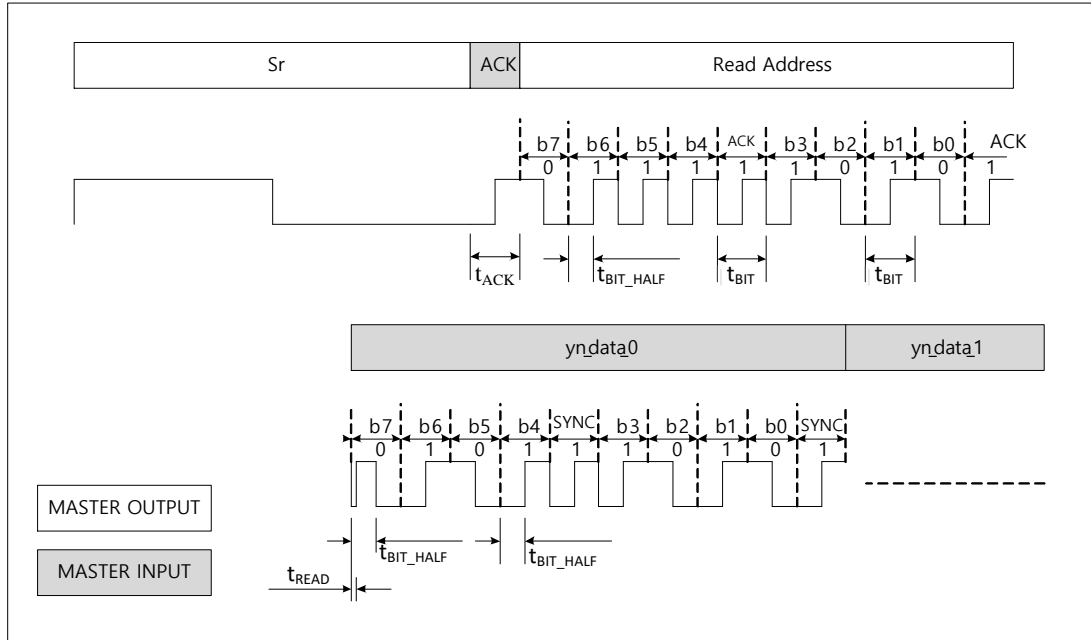 Sr ACK Read Address
b7 b6 b5 b4 ACK b3 b2 b1 b0 ACK
0 1 1 1 1 1 0 1 0 1
tACK tBIT_HALF tBIT tBIT
yn_data_0 yn_data_1
b7 b6 b5 b4 SYNC b3 b2 b1 b0 SYNC
0 1 0 1 1 1 0 1 0 1
MASTER OUTPUT
tBIT_HALF tBIT_HALF
MASTER INPUT
tREAD